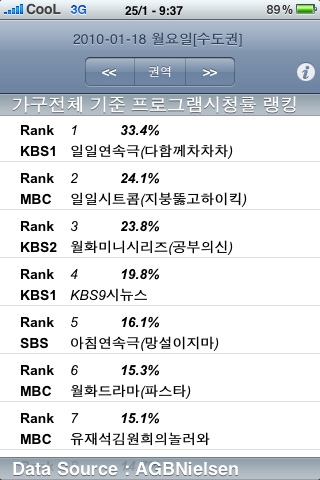 CooL 3G 25/1 - 9:37 89%
2010-01-18 월요일[수도권]
<< 권역 >>
가구전체 기준 프로그램시청률 랭킹
Rank 1 33.4%
KBS1 일일연속극(다함께차차차)
Rank 2 24.1%
MBC 일일시트콤(지붕뚫고하이킥)
Rank 3 23.8%
KBS2 월화미니시리즈(공부의신)
Rank 4 19.8%
KBS1 KBS9시뉴스
Rank 5 16.1%
SBS 아침연속극(망설이지마)
Rank 6 15.3%
MBC 월화드라마(파스타)
Rank 7 15.1%
MBC 유재석김원희의놀러와
Data Source : AGBNielsen